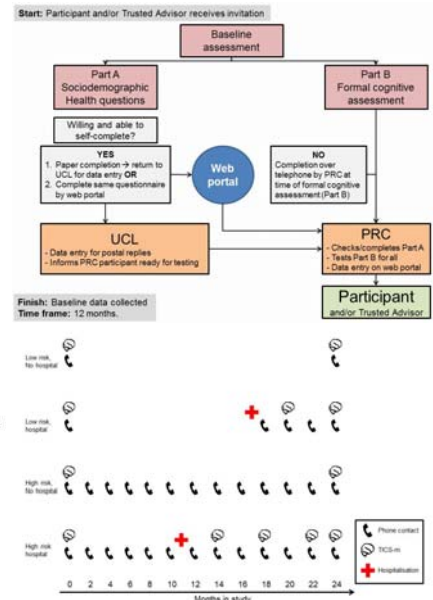 Start: Participant and/or Trusted Advisor receives invitation
Baseline
assessment
Part A
Sociodemographic
Health questions
Part B
Formal cognitive
assessment
Willing and able to
self-complete?
YES
1. Paper completion → return to
UCL for data entry OR
2. Complete same questionnaire
by web portal
Web
portal
NO
Completion over
telephone by PRC at
time of formal cognitive
assessment (Part B)
UCL
- Data entry for postal replies
- Informs PRC participant ready for testing
PRC
- Checks/completes Part A
- Tests Part B for all
- Data entry on web portal
Participant
and/or Trusted Advisor
Finish: Baseline data collected
Time frame: 12 months.
Low risk,
No hospital
Low risk,
hospital
High risk,
No hospital
High risk
hospital
Phone contact
TICS-m
Hospitalisation
0 2 4 6 8 10 12 14 16 18 20 22 24
Months in study